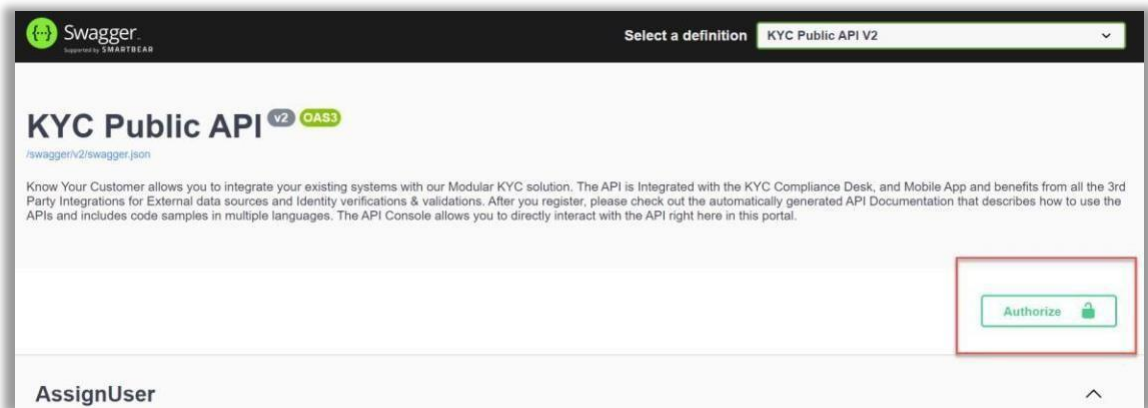 Swagger
Supported by SMARTBEAR
Select a definition
KYC Public API V2
KYC Public API v2 OAS3
/swagger/v2/swagger.json
Know Your Customer allows you to integrate your existing systems with our Modular KYC solution. The API is Integrated with the KYC Compliance Desk, and Mobile App and benefits from all the 3rd
Party Integrations for External data sources and Identity verifications & validations. After you register, please check out the automatically generated API Documentation that describes how to use the
APIs and includes code samples in multiple languages. The API Console allows you to directly interact with the API right here in this portal.
Authorize
AssignUser